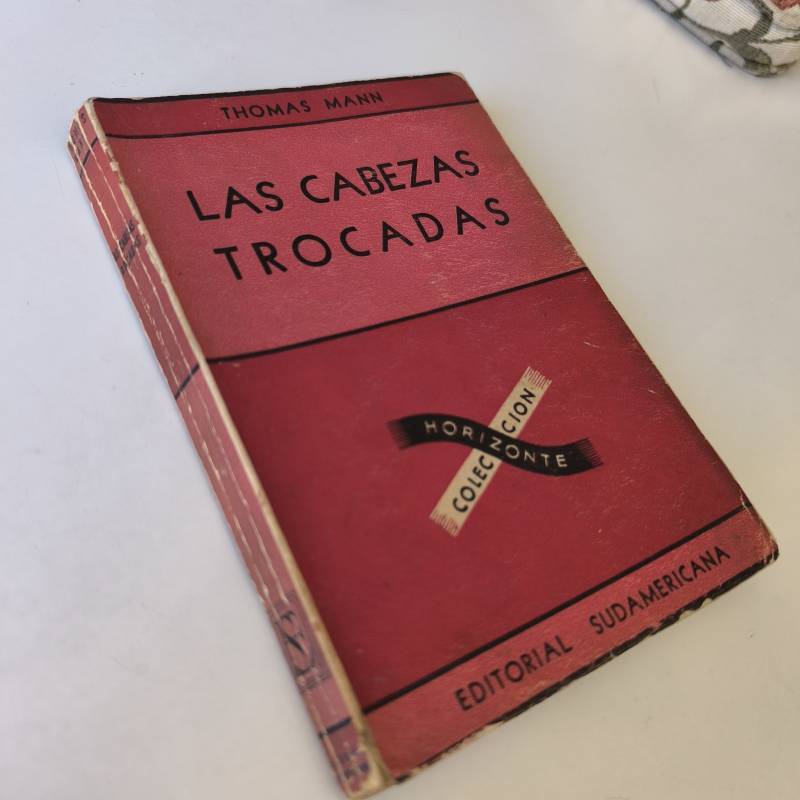 THOMAS MANN
LAS CABEZAS
TROCADAS
COLECCION
HORIZONTE
EDITORIAL SUDAMERICANA